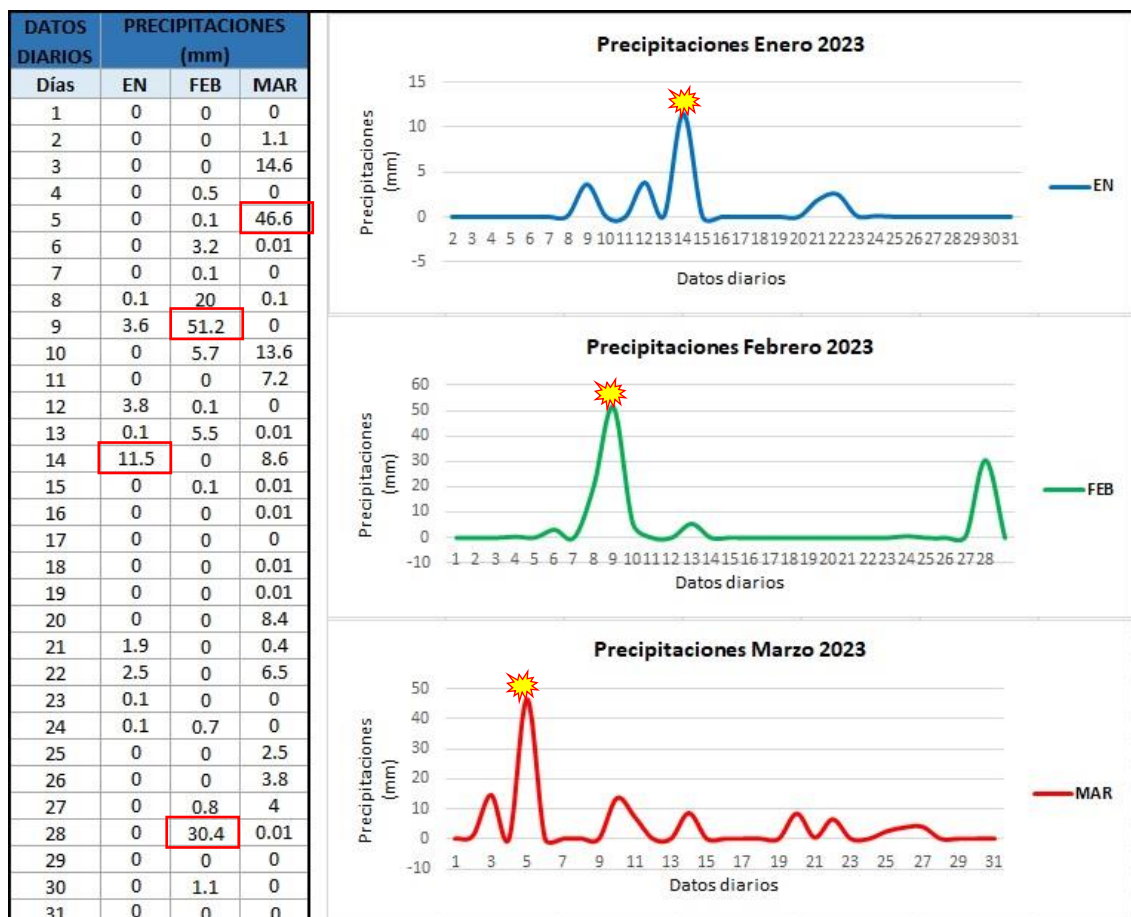 DATOS DIARIOS PRECIPITACIONES (mm)
Días EN FEB MAR
1 0 0 0
2 0 0 1.1
3 0 0 14.6
4 0 0.5 0
5 0 0.1 46.6
6 0 3.2 0.01
7 0 0.1 0
8 0.1 20 0.1
9 3.6 51.2 0
10 0 5.7 13.6
11 0 0 7.2
12 3.8 0.1 0
13 0.1 5.5 0.01
14 11.5 0 8.6
15 0 0.1 0.01
16 0 0 0.01
17 0 0 0
18 0 0 0.01
19 0 0 0.01
20 0 0 8.4
21 1.9 0 0.4
22 2.5 0 6.5
23 0.1 0 0
24 0.1 0.7 0
25 0 0 2.5
26 0 0 3.8
27 0 0.8 4
28 0 30.4 0.01
29 0 0 0
30 0 1.1 0
31 0 0 0
Precipitaciones Enero 2023
Precipitaciones
(mm)
15
10
5
0
-5
2 3 4 5 6 7 8 9 10 11 12 13 14 15 16 17 18 19 20 21 22 23 24 25 26 27 28 29 30 31
Datos diarios
EN
Precipitaciones Febrero 2023
Precipitaciones
(mm)
60
50
40
30
20
10
0
-10
1 2 3 4 5 6 7 8 9 10 11 12 13 14 15 16 17 18 19 20 21 22 23 24 25 26 27 28
Datos diarios
FEB
Precipitaciones Marzo 2023
Precipitaciones
(mm)
50
40
30
20
10
0
-10
1 3 5 7 9 11 13 15 17 19 21 23 25 27 29 31
Datos diarios
MAR